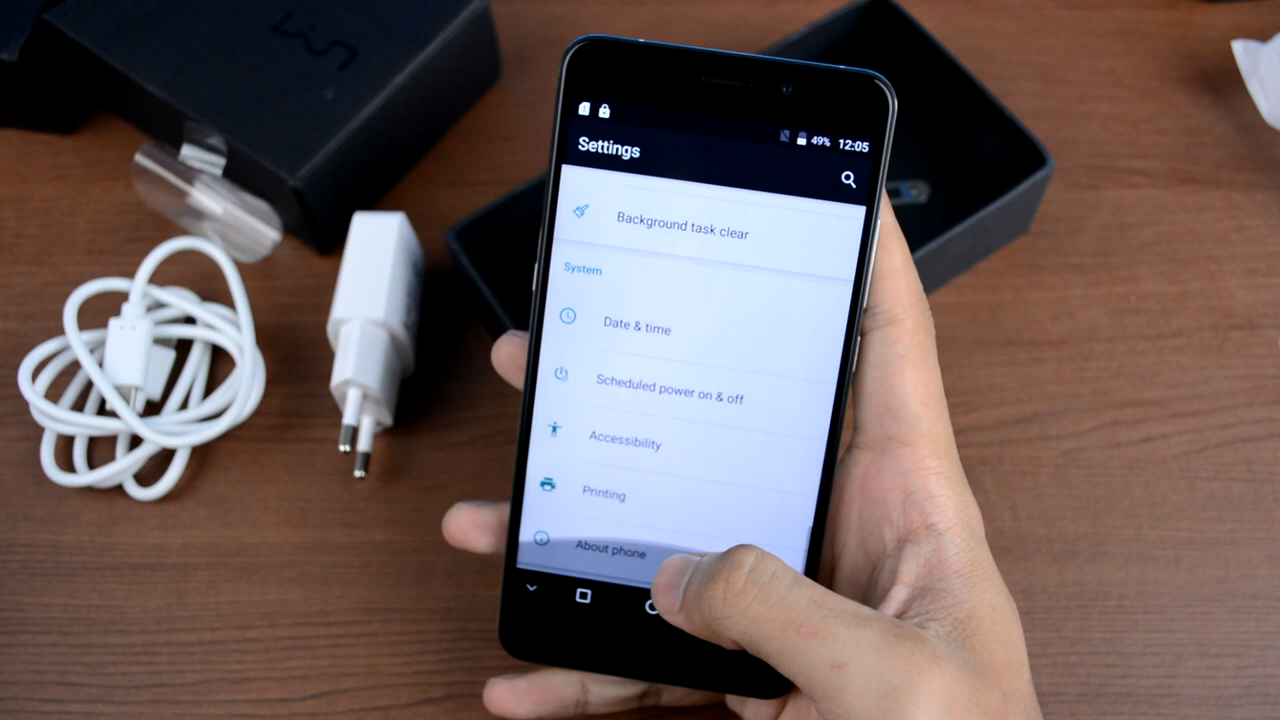 49% 12:05
Settings
Background task clear
System
Date & time
Scheduled power on & off
Accessibility
Printing
About phone